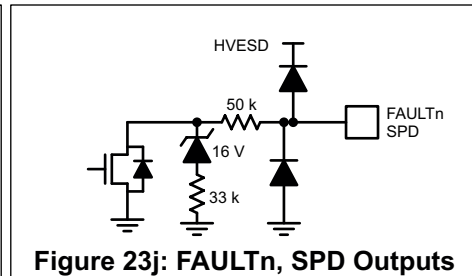 HVESD
50 k
FAULTn
SPD
16 V
33 k
Figure 23j: FAULTn, SPD Outputs